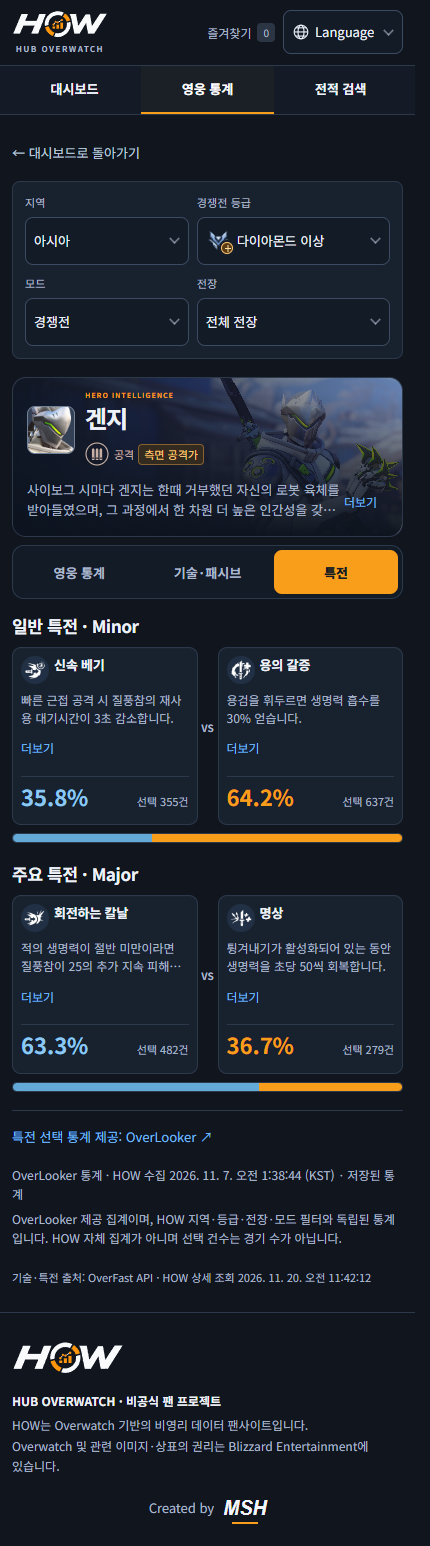 HOW
HUB OVERWATCH
즐겨찾기 0
Language
대시보드
영웅 통계
전적 검색
← 대시보드로 돌아가기
지역
경쟁전 등급
아시아
다이아몬드 이상
모드
전장
경쟁전
전체 전장
HERO INTELLIGENCE
겐지
공격 측면 공격가
사이보그 시마다 겐지는 한때 거부했던 자신의 로봇 육체를
받아들였으며, 그 과정에서 한 차원 더 높은 인간성을 갖…
더보기
영웅 통계
기술·패시브
특전
일반 특전 · Minor
신속 베기
빠른 근접 공격 시 질풍참의 재사
용 대기시간이 3초 감소합니다.
더보기
35.8%
선택 355건
VS
용의 갈증
용검을 휘두르면 생명력 흡수를
30% 얻습니다.
더보기
64.2%
선택 637건
주요 특전 · Major
회전하는 칼날
적의 생명력이 절반 미만이라면
질풍참이 25의 추가 지속 피해…
더보기
63.3%
선택 482건
VS
명상
튕겨내기가 활성화되어 있는 동안
생명력을 초당 50씩 회복합니다.
더보기
36.7%
선택 279건
특전 선택 통계 제공: OverLooker ↗
OverLooker 통계 · HOW 수집 2026. 11. 7. 오전 1:38:44 (KST) · 저장된 통
계
OverLooker 제공 집계이며, HOW 지역·등급·전장·모드 필터와 독립된 통계
입니다. HOW 자체 집계가 아니며 선택 건수는 경기 수가 아닙니다.
기술·특전 출처: OverFast API · HOW 상세 조회 2026. 11. 20. 오전 11:42:12
HOW
HUB OVERWATCH · 비공식 팬 프로젝트
HOW는 Overwatch 기반의 비영리 데이터 팬사이트입니다.
Overwatch 및 관련 이미지·상표의 권리는 Blizzard Entertainment에
있습니다.
Created by MSH